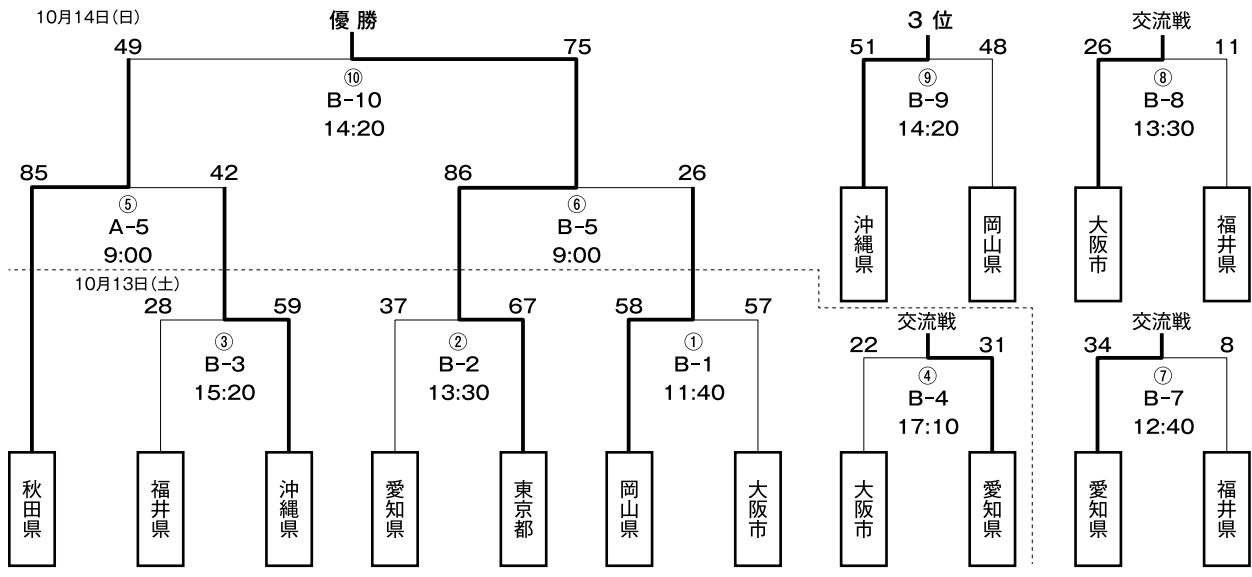 10月14日（日）
優 勝
3 位
交流戦
49
75
51
48
26
11
⑩
B-10
14:20
⑨
B-9
14:20
⑧
B-8
13:30
85
42
86
26
⑤
A-5
9:00
⑥
B-5
9:00
沖縄県
岡山県
大阪市
福井県
10月13日（土）
28
59
37
67
58
57
③
B-3
15:20
②
B-2
13:30
①
B-1
11:40
交流戦
22
31
④
B-4
17:10
交流戦
34
8
⑦
B-7
12:40
秋田県
福井県
沖縄県
愛知県
東京都
岡山県
大阪市
大阪市
愛知県
愛知県
福井県